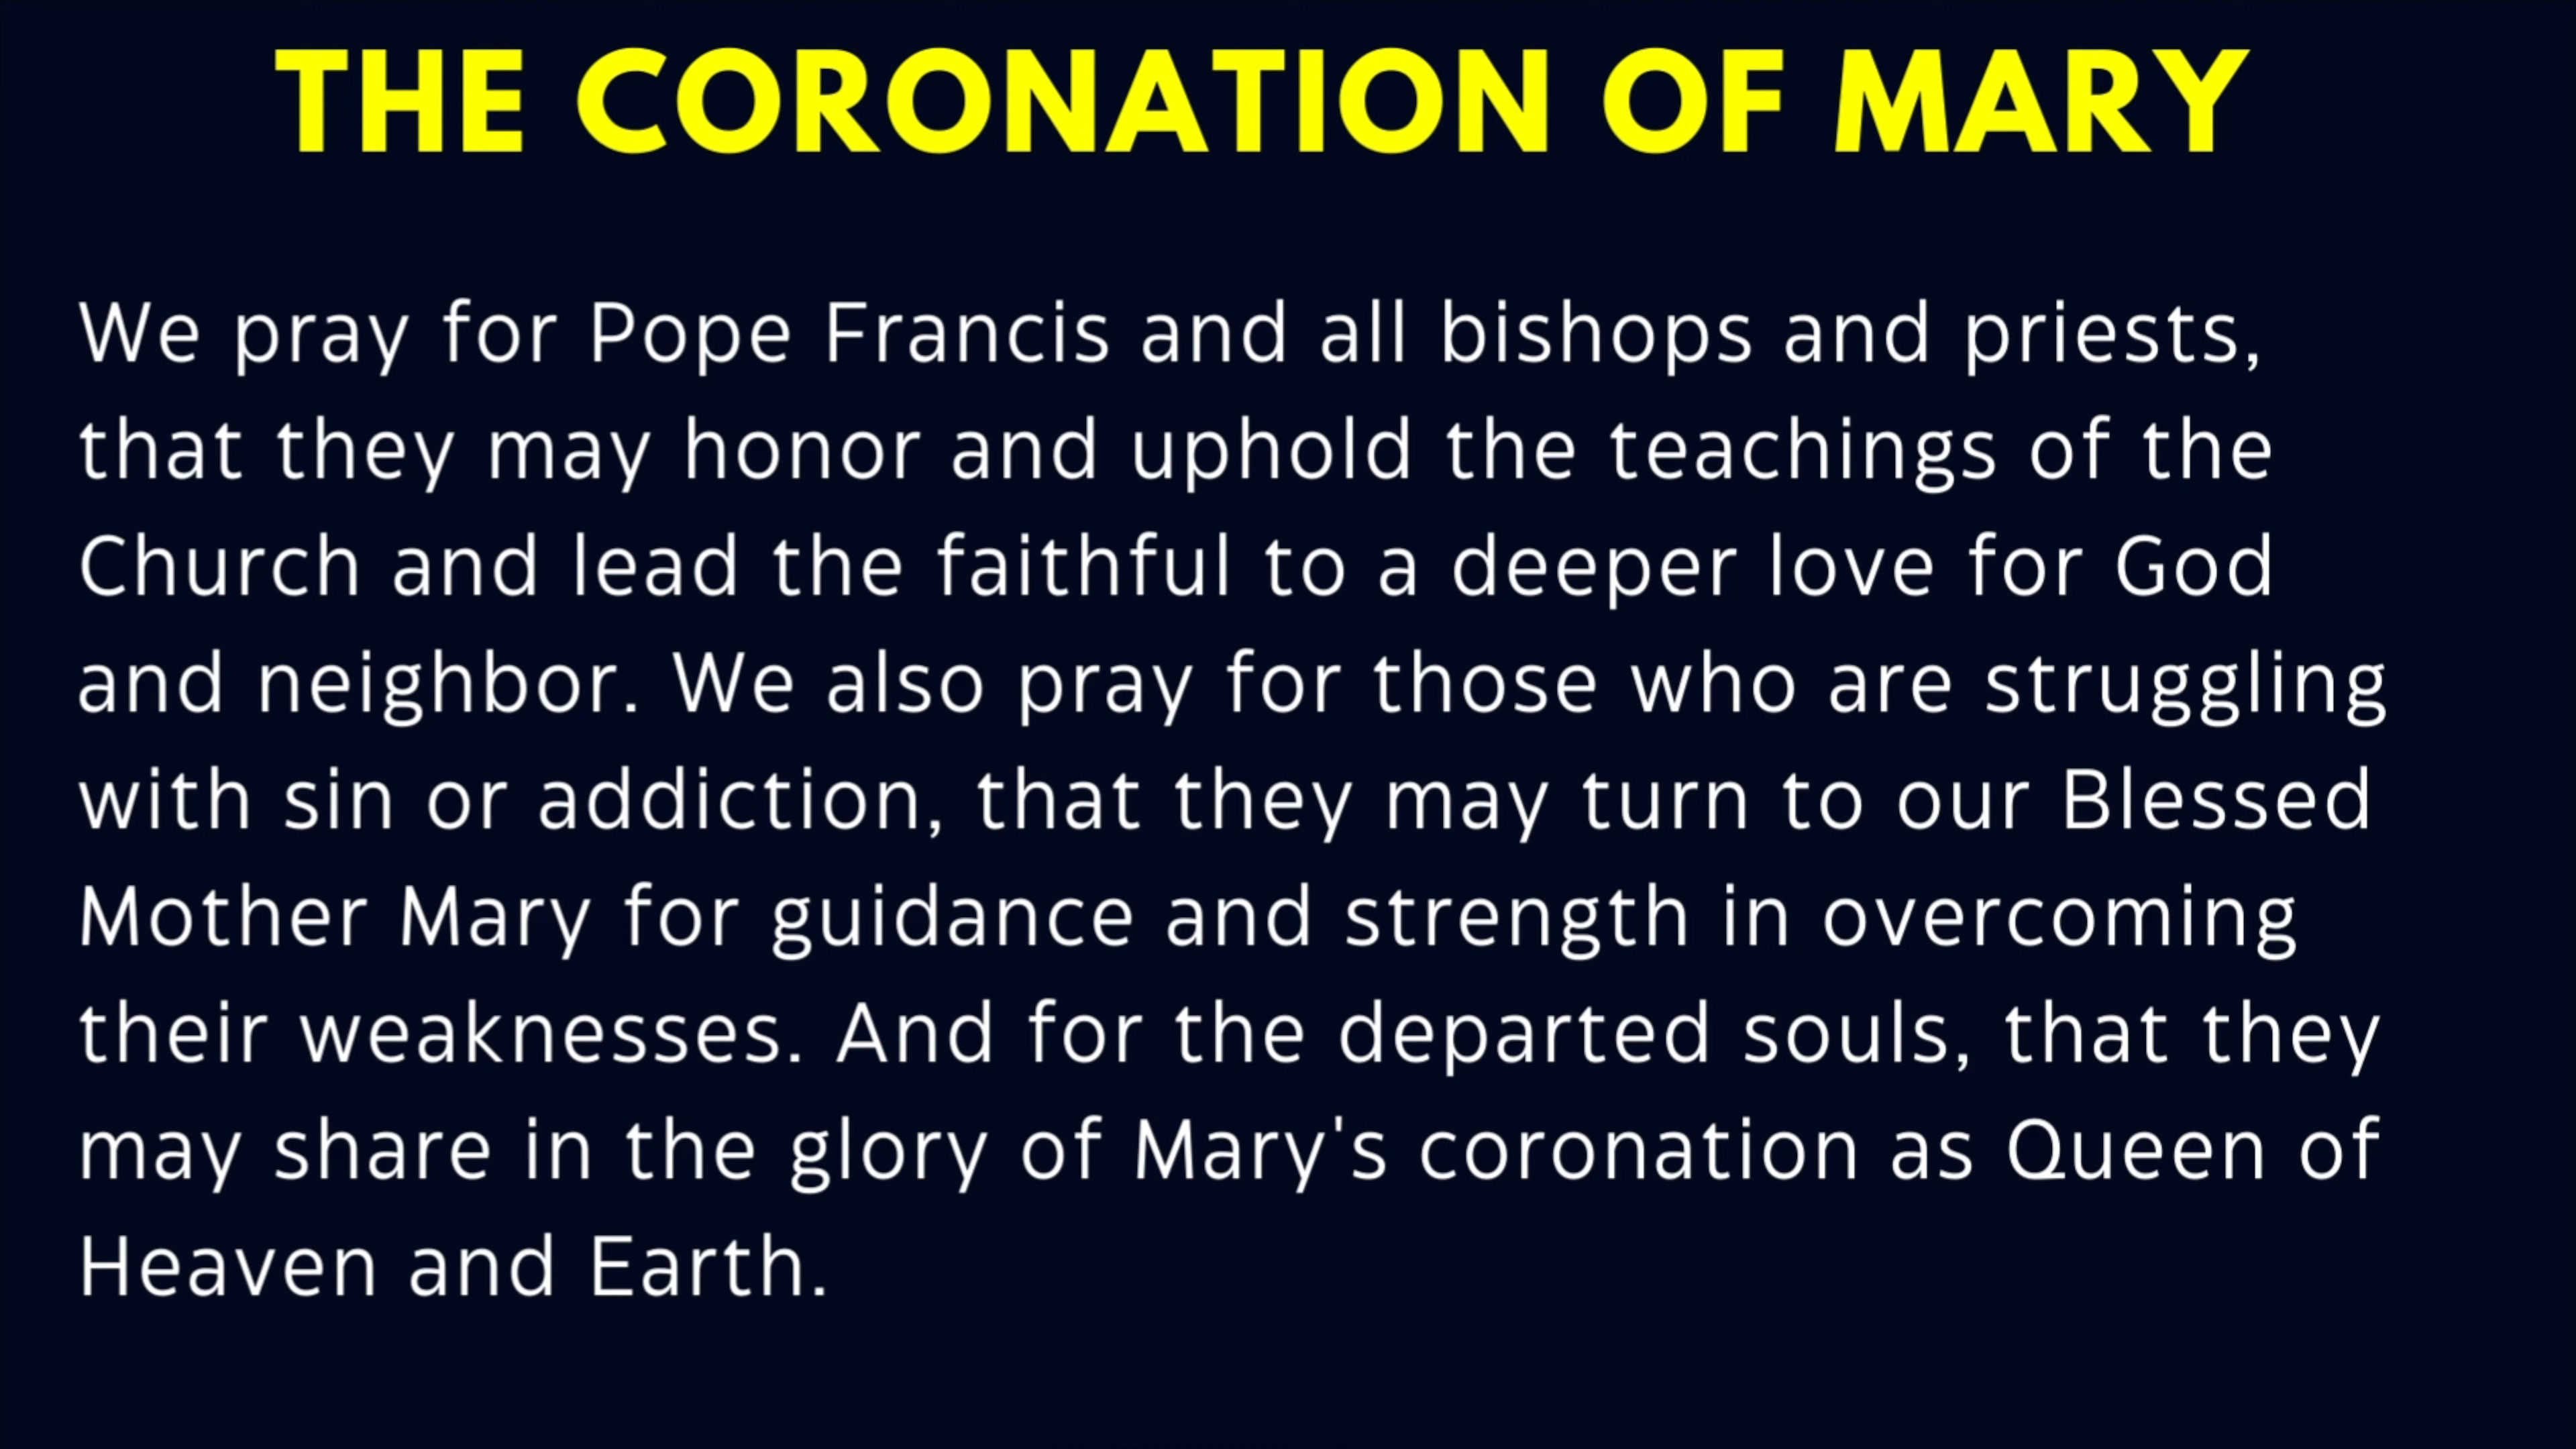 THE CORONATION OF MARY
We pray for Pope Francis and all bishops and priests,
that they may honor and uphold the teachings of the
Church and lead the faithful to a deeper love for God
and neighbor. We also pray for those who are struggling
with sin or addiction, that they may turn to our Blessed
Mother Mary for guidance and strength in overcoming
their weaknesses. And for the departed souls, that they
may share in the glory of Mary's coronation as Queen of
Heaven and Earth.